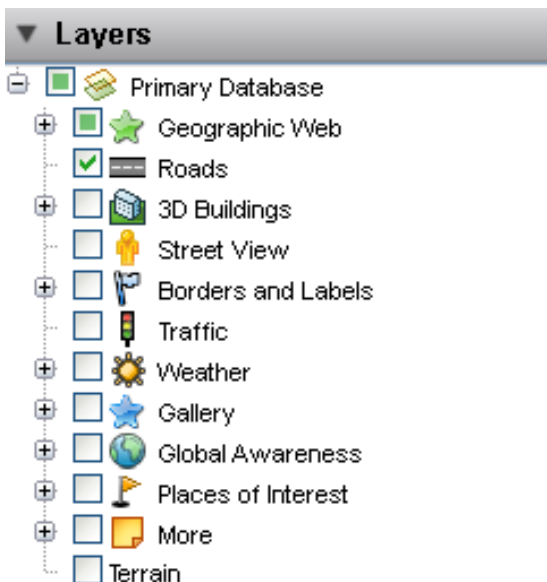 Layers
Primary Database
Geographic Web
Roads
3D Buildings
Street View
Borders and Labels
Traffic
Weather
Gallery
Global Awareness
Places of Interest
More
Terrain